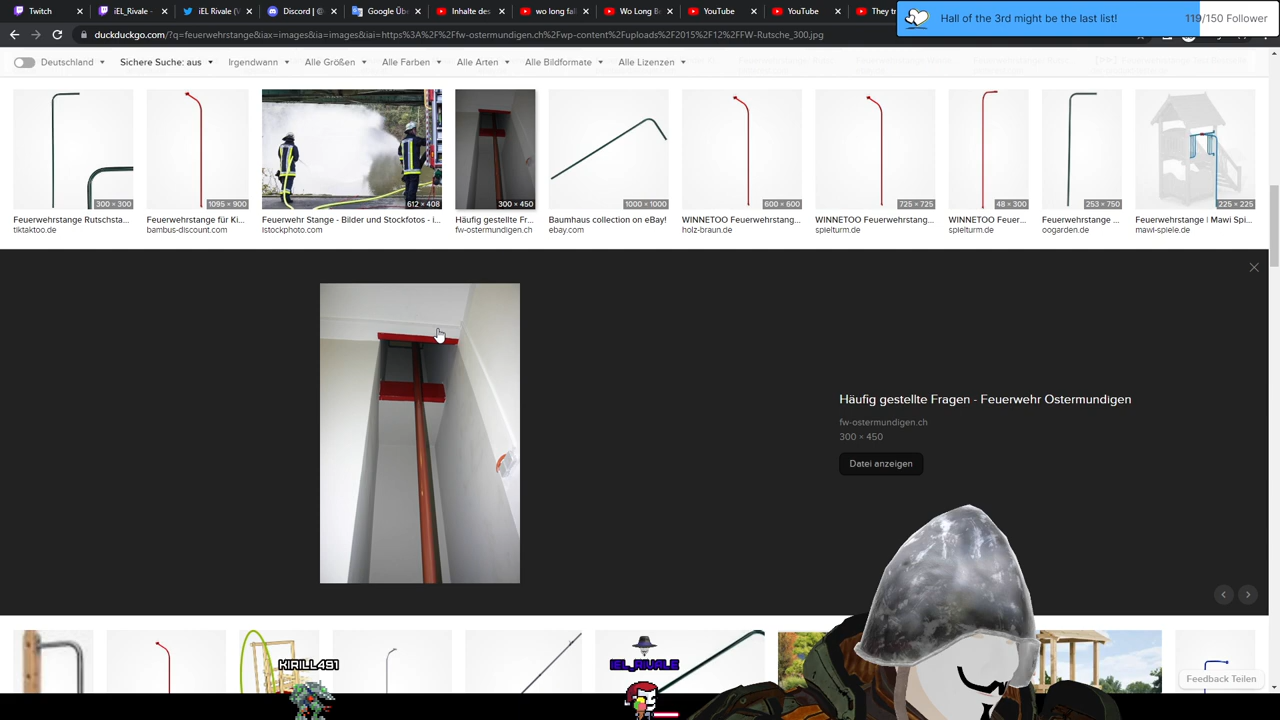 Twitch
iEL_Rivale -
iEL Rivale (
Discord | @
Google Übe
Inhalte des
wo long fal
Wo Long B
YouTube
YouTube
They tr
Hall of the 3rd might be the last list!
119/150 Follower
duckduckgo.com/?q=feuerwehrstange&iax=images&ia=images&iai=https%3A%2F%2Ffw-ostermundigen.ch%2Fwp-content%2Fuploads%2015%2F12%2FFW-Rutsche_300.jpg
Deutschland
Sichere Suche: aus
Irgendwann
Alle Größen
Alle Farben
Alle Arten
Alle Bildformate
Alle Lizenzen
300 × 300
1095 × 900
612 × 408
300 × 450
1000 × 1000
600 × 600
725 × 725
48 × 300
253 × 750
225 × 225
Feuerwehrstange Rutschsta...
Feuerwehrstange für Ki...
Feuerwehr Stange - Bilder und Stockfotos - i...
Häufig gestellte Fr...
Baumhaus collection on eBay!
WINNETOO Feuerwehrstang...
WINNETOO Feuerwehrstang...
WINNETOO Feuer...
Feuerwehrstange ...
Feuerwehrstange | Mawi Spi...
tiktaktoo.de
bambus-discount.com
istockphoto.com
fw-ostermundigen.ch
ebay.com
holz-braun.de
spielturm.de
spielturm.de
oogarden.de
mawi-spiele.de
Häufig gestellte Fragen - Feuerwehr Ostermundigen
fw-ostermundigen.ch
300 × 450
Datei anzeigen
KIRILL491
IEL_RIVALE
Feedback Teilen